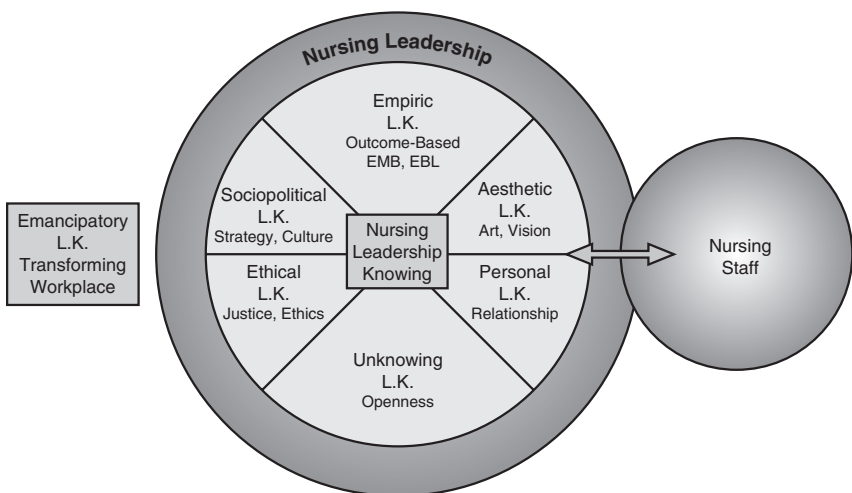 Nursing Leadership
Empiric
L.K.
Outcome-Based
EMB, EBL
Sociopolitical
L.K.
Strategy, Culture
Aesthetic
L.K.
Art, Vision
Emancipatory
L.K.
Transforming
Workplace
Nursing
Leadership
Knowing
Nursing
Staff
Ethical
L.K.
Justice, Ethics
Personal
L.K.
Relationship
Unknowing
L.K.
Openness